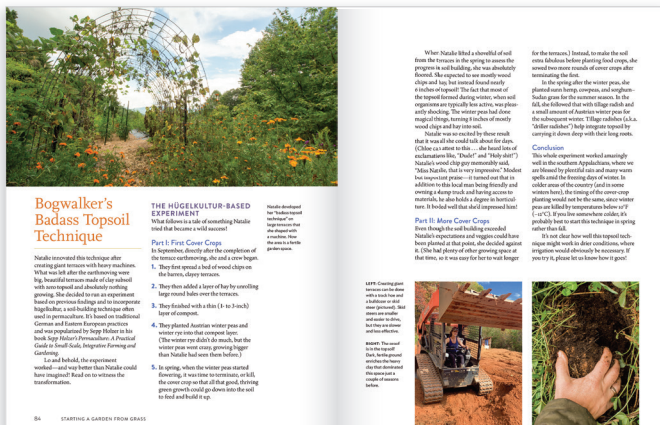 Bogwalker's
Badass Topsoil
Technique
Natalie renovated this technique after
creating giant terraces with heavy machines.
What was left after the earthmoving were
big, beautiful terraces made of clay subsoil
with zero topsoil and absolutely nothing
growing. She decided to run an experiment
based on previous findings and to incorporate
hügelkultur, a soil-building technique often
used in permaculture. It's based on traditional
German and Eastern European practices
and was popularized by Sepp Holzer in his
book Sepp Holzer's Permaculture: A Practical
Guide to Small-Scale, Integrative Farming and
Gardening.
Lo and behold, the experiment
worked—and way better than Natalie could
have imagined! Read on to witness the
transformation.
THE HÜGELKULTUR-BASED
EXPERIMENT
What follows is a tale of something Natalie
tried that became a wild success!
Part I: First Cover Crops
In September, directly after the completion of
the terrace earthmoving, she and a crew began.
1. They first spread a bed of wood chips on
the barren, clayey terraces.
2. They then added a layer of hay by unrolling
large round bales over the terraces.
3. They finished with a thin (1- to 3-inch)
layer of compost.
4. They planted Austrian winter peas and
winter rye into that compost layer.
(The winter rye didn't do much, but the
winter peas went crazy, growing bigger
than Natalie had seen them before.)
5. In spring, when the winter peas started
flowering, it was time to terminate, or kill,
the cover crop so that all that good, thriving
green growth could go down into the soil
to feed and build it up.
Natalie developed
her "badass topsoil
technique" on
large terraces that
she shaped with
a machine. Now
the area is a fertile
garden space.
84 STARTING A GARDEN FROM GRASS
When Natalie lifted a shovelful of soil
from the terraces in the spring to assess the
progress in soil building, she was absolutely
floored. She expected to see mostly wood
chips and hay, but instead found nearly
6 inches of topsoil! The fact that most of
the topsoil formed during winter, when soil
organisms are typically less active, was pleas-
antly shocking. The winter peas had done
magical things, turning 8 inches of mostly
wood chips and hay into soil.
Natalie was so excited by these result
that it was all she could talk about for days.
(Chloe can attest to this . . . she heard lots of
exclamations like, "Dude!" and "Holy shit!")
Natalie's wood chip guy memorably said,
"Miss Natalie, that is very impressive." Modest
but important praise—it turned out that in
addition to this local man being friendly and
owning a dump truck and having access to
materials, he also holds a degree in horticul-
ture. It boded well that she'd impressed him!
Part II: More Cover Crops
Even though the soil building exceeded
Natalie's expectations and veggies could have
been planted at that point, she decided against
it. (She had plenty of other growing space at
that time, so it was easy for her to wait longer
for the terraces.) Instead, to make the soil
extra fabulous before planting food crops, she
sowed two more rounds of cover crops after
terminating the first.
In the spring after the winter peas, she
planted sunn hemp, cowpeas, and sorghum–
Sudan grass for the summer season. In the
fall, she followed that with tillage radish and
a small amount of Austrian winter peas for
the subsequent winter. Tillage radishes (a.k.a.
"driller radishes") help integrate topsoil by
carrying it down deep with their long roots.
Conclusion
This whole experiment worked amazingly
well in the southern Appalachians, where we
are blessed by plentiful rain and many warm
spells amid the freezing days of winter. In
colder areas of the country (and in some
winters here), the timing of the cover-crop
planting would not be the same, since winter
peas are killed by temperatures below 10°F
(-12°C). If you live somewhere colder, it's
probably best to start this technique in spring
rather than fall.
It's not clear how well this topsoil tech-
nique might work in drier conditions, where
irrigation would obviously be necessary. If
you try it, please let us know how it goes!
LEFT: Creating giant
terraces can be done
with a track hoe and
a bulldozer or skid
steer (pictured). Skid
steers are smaller
and easier to drive,
but they are slower
and less effective.
RIGHT: The proof
is in the topsoil!
Dark, fertile ground
enriches the heavy
clay that dominated
this space just a
couple of seasons
before.